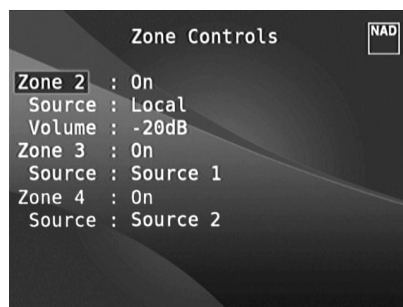 Zone Controls
NAD
Zone 2 : On
Source : Local
Volume : -20dB
Zone 3 : On
Source : Source 1
Zone 4 : On
Source : Source 2